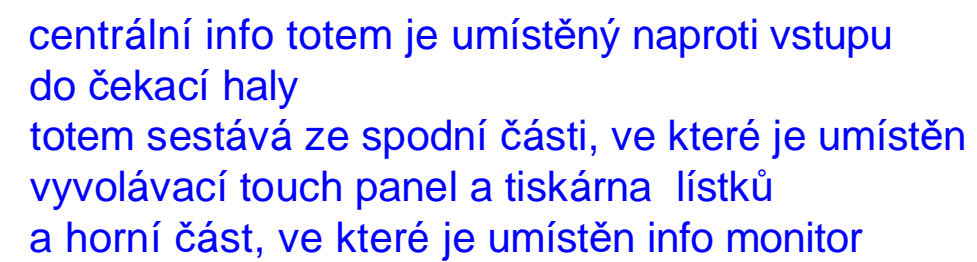 centrální info totem je umístěný naproti vstupu
do čekací haly
totem sestává ze spodní části, ve které je umístěn
vyvolávací touch panel a tiskárna  lístků
a horní část, ve které je umístěn info monitor